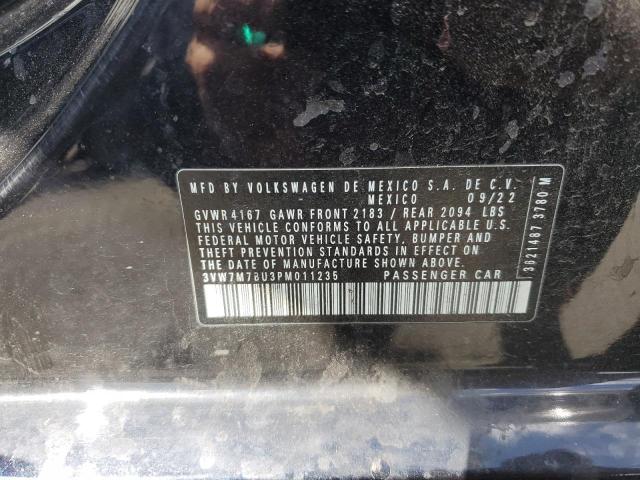 MFD BY VOLKSWAGEN DE MEXICO S.A. DE C.V.
MEXICO 09/22
GVWR 4167 GAWR FRONT 2183 / REAR 2094 LBS
THIS VEHICLE CONFORMS TO ALL APPLICABLE U.S.
FEDERAL MOTOR VEHICLE SAFETY, BUMPER AND
THEFT PREVENTION STANDARDS IN EFFECT ON
THE DATE OF MANUFACTURE SHOWN ABOVE.
3VW7M7BU3PM011235 PASSENGER CAR
3621487 3780 M